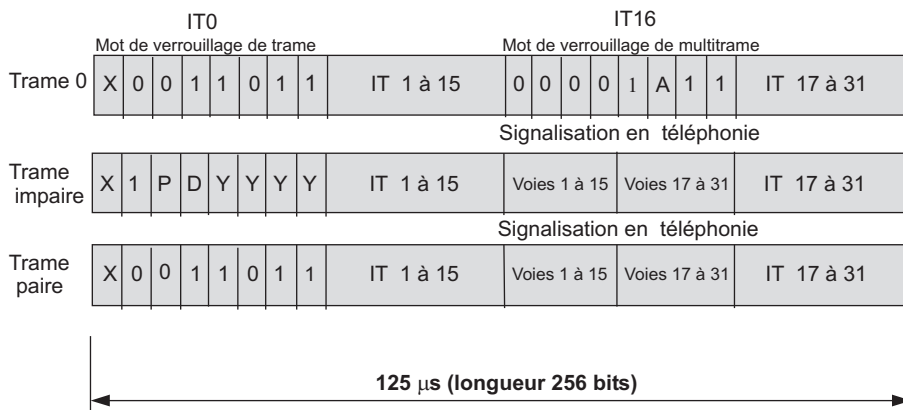 IT0 IT16
Mot de verrouillage de trame Mot de verrouillage de multitrame
Trame 0 X 0 0 1 1 0 1 1 IT 1 à 15 0 0 0 0 1 A 1 1 IT 17 à 31
Signalisation en téléphonie
Trame
impaire X 1 P D Y Y Y Y IT 1 à 15 Voies 1 à 15 Voies 17 à 31 IT 17 à 31
Signalisation en téléphonie
Trame
paire X 0 0 1 1 0 1 1 IT 1 à 15 Voies 1 à 15 Voies 17 à 31 IT 17 à 31
125 µs (longueur 256 bits)